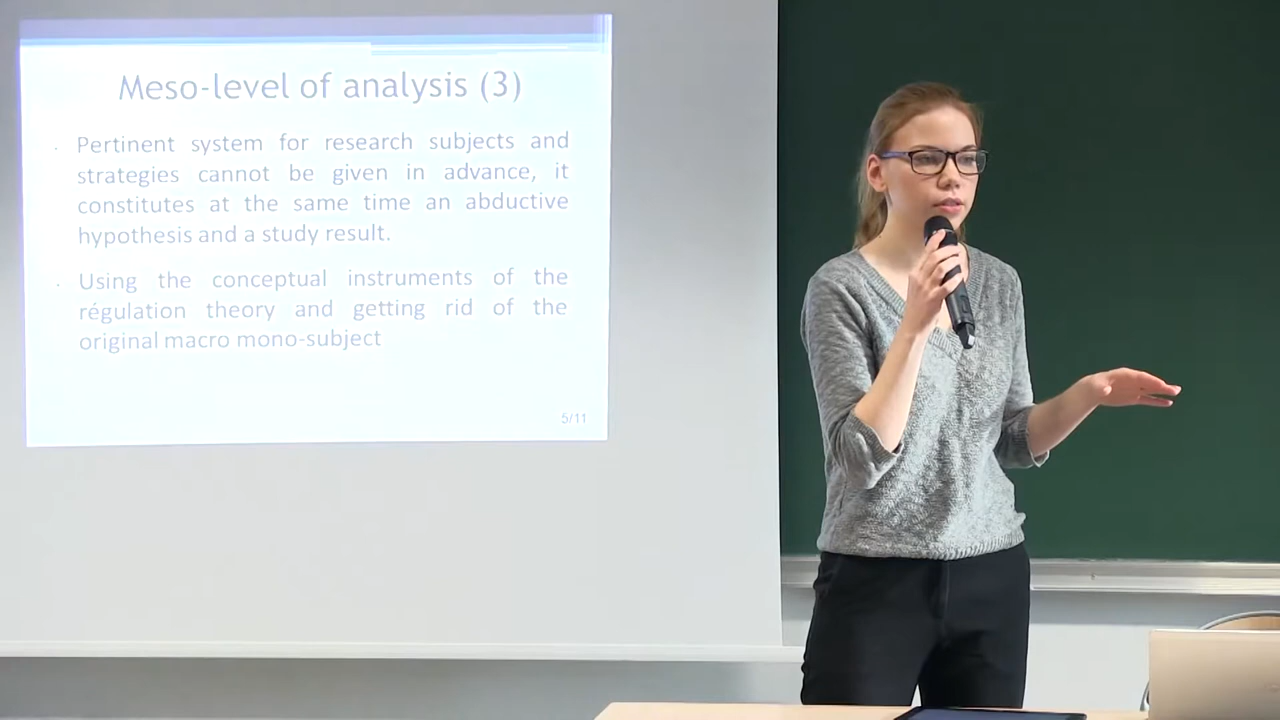 Meso-level of analysis (3)
Pertinent system for research subjects and
strategies cannot be given in advance, it
constitutes at the same time an abductive
hypothesis and a study result.
Using the conceptual instruments of the
régulation theory and getting rid of the
original macro mono-subject
5/11